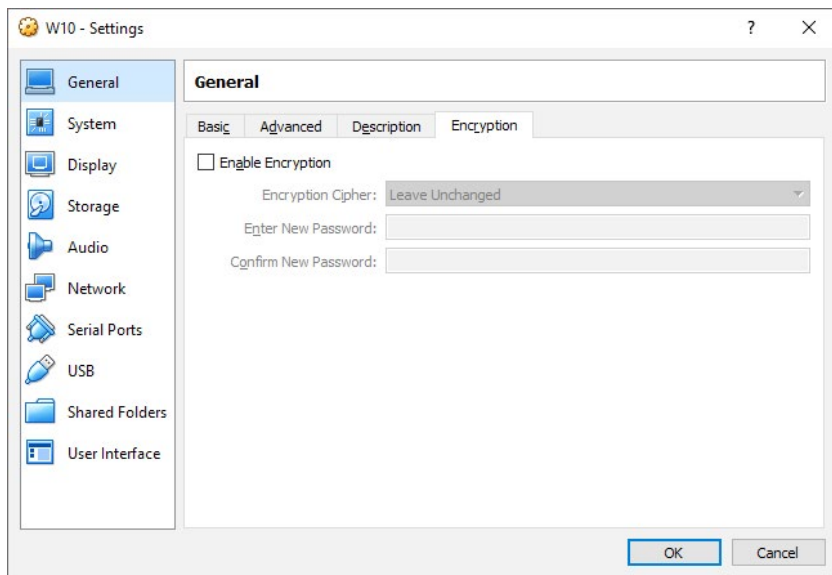 W10 - Settings
?
General
System
Display
Storage
Audio
Network
Serial Ports
USB
Shared Folders
User Interface
General
Basic Advanced Description Encryption
Enable Encryption
Encryption Cipher: Leave Unchanged
Enter New Password:
Confirm New Password:
OK Cancel